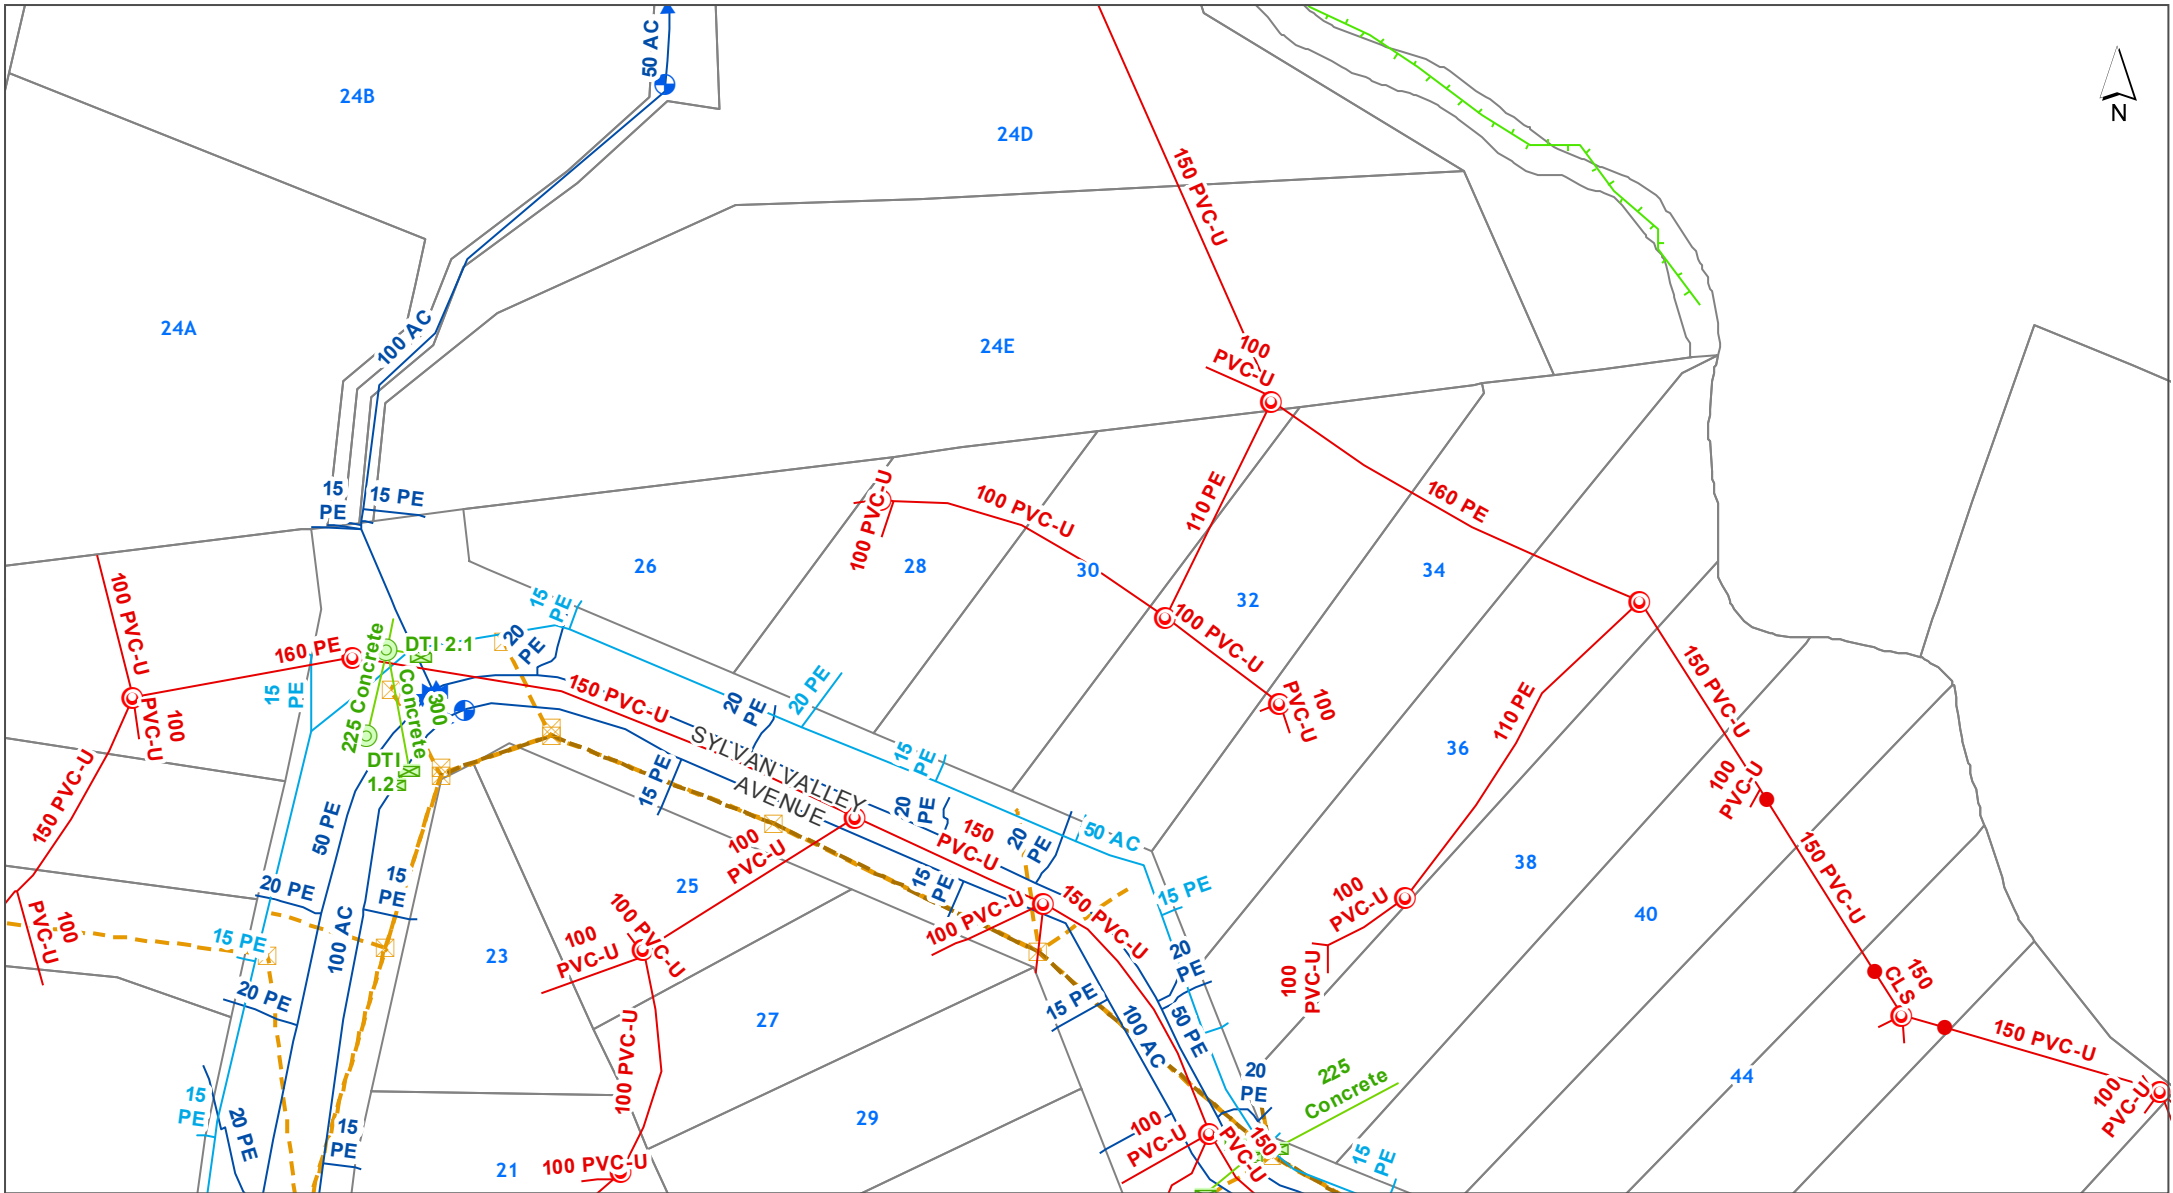 50 AC
24B
24D
N
150 PVC-U
24A
24E
100 AC
100
PVC-U
15
PE
15 PE
100 PVC-U
100 PVC-U
110 PE
160 PE
26
28
30
32
34
100 PVC-U
15
PE
20
PE
100 PVC-U
160 PE
DTI 2.1
225 Concrete
300
Concrete
15
PE
150 PVC-U
20
PE
20 PE
100
PVC-U
100
PVC-U
150 PVC-U
110 PE
36
SYLVAN VALLEY
AVENUE
15
PE
15 PE
DTI
1.2
150 PVC-U
50 PE
100
PVC-U
20
PE
150
PVC-U
20
PE
50 AC
100
PVC-U
150 PVC-U
38
40
25
15
PE
15
PE
20 PE
100 AC
100
PVC-U
15 PE
100 PVC-U
100
PVC-U
23
100 PVC-U
150 PVC-U
15 PE
20
PE
100
PVC-U
100
PVC-U
150
CLS
150 PVC-U
20 PE
27
15 PE
100 AC
50 PE
20
PE
225
Concrete
44
100
PVC-U
15
PE
20 PE
15
PE
100 PVC-U
29
100
PVC-U
150
PVC-U
15
PE
21
100 PVC-U